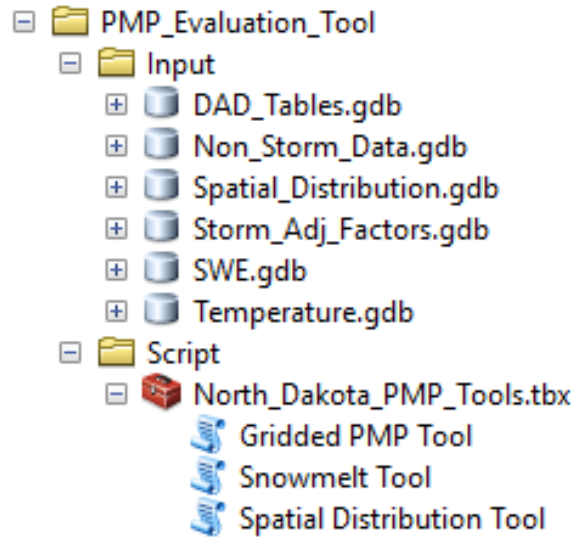 PMP_Evaluation_Tool
Input
DAD_Tables.gdb
Non_Storm_Data.gdb
Spatial_Distribution.gdb
Storm_Adj_Factors.gdb
SWE.gdb
Temperature.gdb
Script
North_Dakota_PMP_Tools.tbx
Gridded PMP Tool
Snowmelt Tool
Spatial Distribution Tool